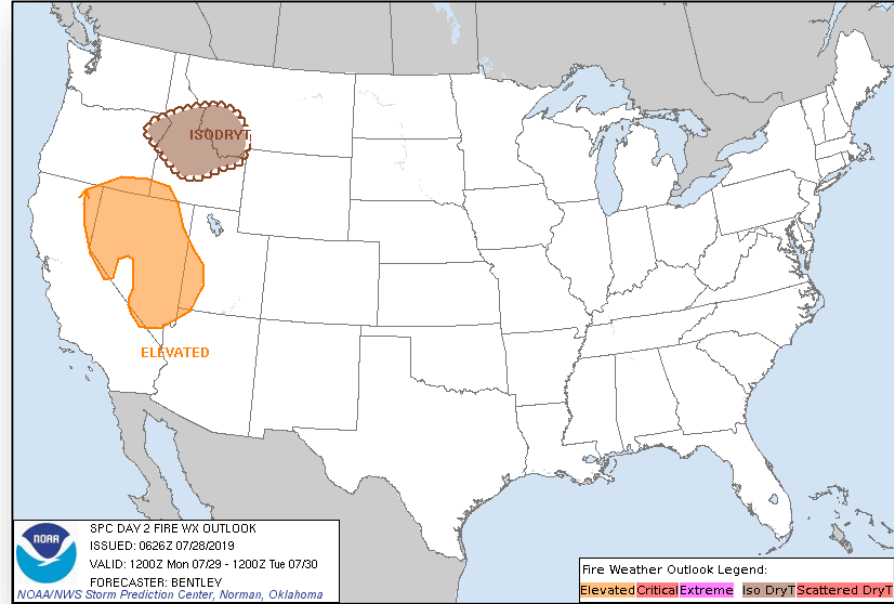 ISODRYT
ELEVATED
NOAA
SPC DAY 2 FIRE WX OUTLOOK
ISSUED: 0626Z 07/28/2019
VALID: 1200Z Mon 07/29 - 1200Z Tue 07/30
FORECASTER: BENTLEY
NOAA/NWS Storm Prediction Center, Norman, Oklahoma
Fire Weather Outlook Legend:
Elevated Critical Extreme Iso DryT Scattered DryT